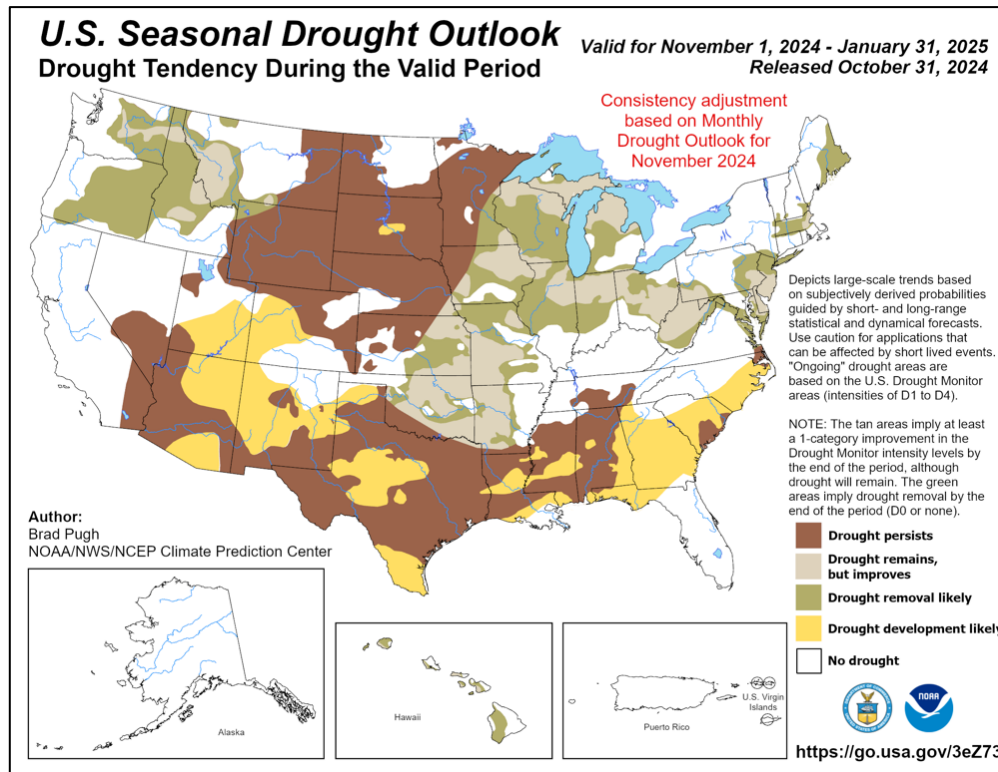 U.S. Seasonal Drought Outlook
Drought Tendency During the Valid Period
Valid for November 1, 2024 - January 31, 2025
Released October 31, 2024
Consistency adjustment
based on Monthly
Drought Outlook for
November 2024
Depicts large-scale trends based
on subjectively derived probabilities
guided by short- and long-range
statistical and dynamical forecasts.
Use caution for applications that
can be affected by short lived events.
"Ongoing" drought areas are
based on the U.S. Drought Monitor
areas (intensities of D1 to D4).
NOTE: The tan areas imply at least
a 1-category improvement in the
Drought Monitor intensity levels by
the end of the period, although
drought will remain. The green
areas imply drought removal by the
end of the period (D0 or none).
Author:
Brad Pugh
NOAA/NWS/NCEP Climate Prediction Center
Drought persists
Drought remains,
but improves
Drought removal likely
Drought development likely
No drought
Alaska
Hawaii
Puerto Rico
U.S. Virgin
Islands
NOAA
https://go.usa.gov/3eZ73